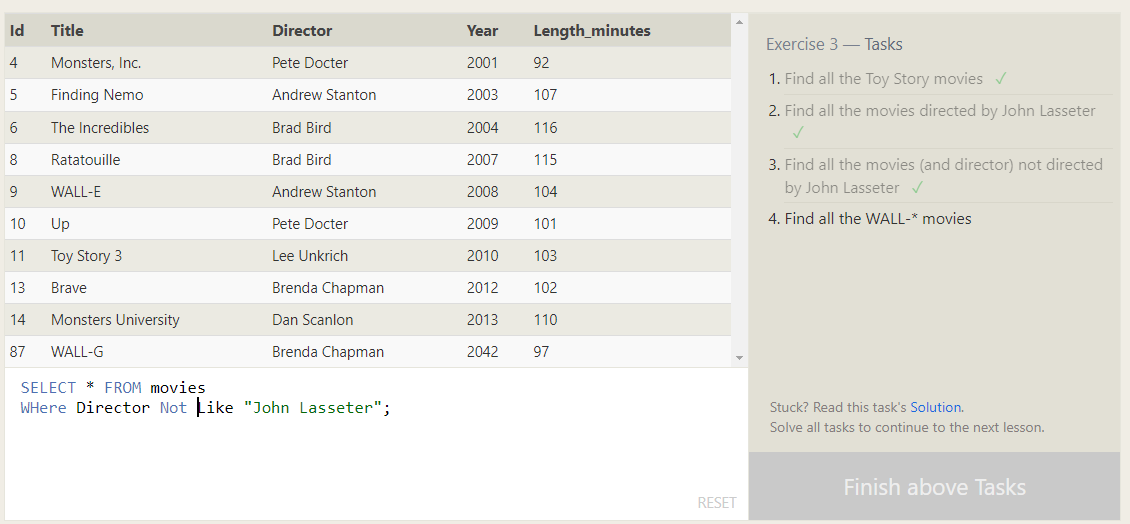 Id Title Director Year Length_minutes
4 Monsters, Inc. Pete Docter 2001 92
5 Finding Nemo Andrew Stanton 2003 107
6 The Incredibles Brad Bird 2004 116
8 Ratatouille Brad Bird 2007 115
9 WALL-E Andrew Stanton 2008 104
10 Up Pete Docter 2009 101
11 Toy Story 3 Lee Unkrich 2010 103
13 Brave Brenda Chapman 2012 102
14 Monsters University Dan Scanlon 2013 110
87 WALL-G Brenda Chapman 2042 97
SELECT * FROM movies
WHere Director Not Like "John Lasseter";
RESET
Exercise 3 — Tasks
1. Find all the Toy Story movies ✓
2. Find all the movies directed by John Lasseter
✓
3. Find all the movies (and director) not directed
by John Lasseter ✓
4. Find all the WALL-* movies
Stuck? Read this task's Solution.
Solve all tasks to continue to the next lesson.
Finish above Tasks